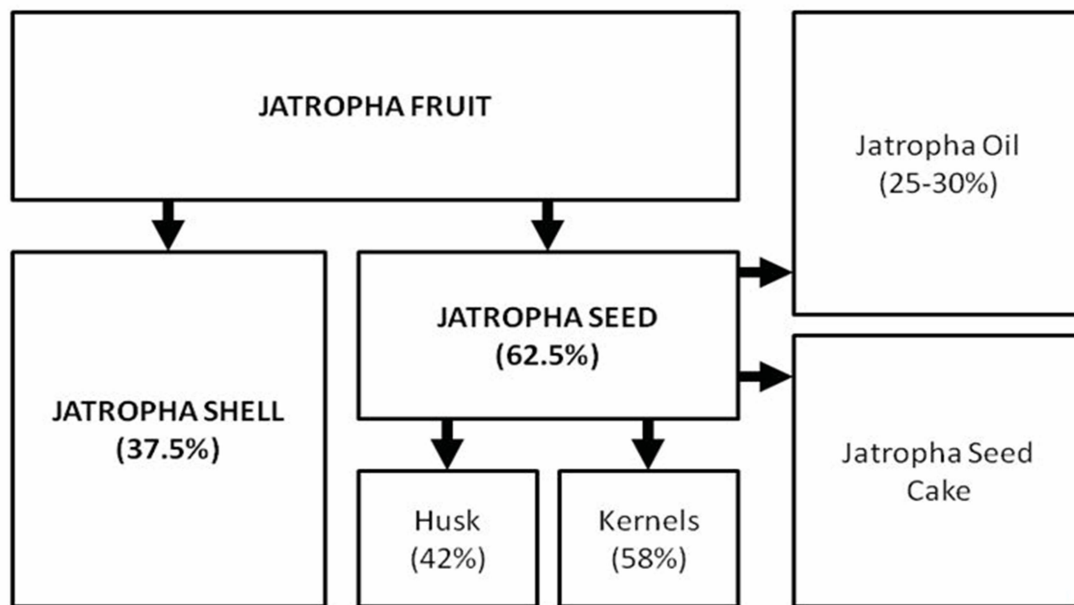 JATROPHA FRUIT
Jatropha Oil
(25-30%)
JATROPHA SHELL
(37.5%)
JATROPHA SEED
(62.5%)
Husk
(42%)
Kernels
(58%)
Jatropha Seed
Cake